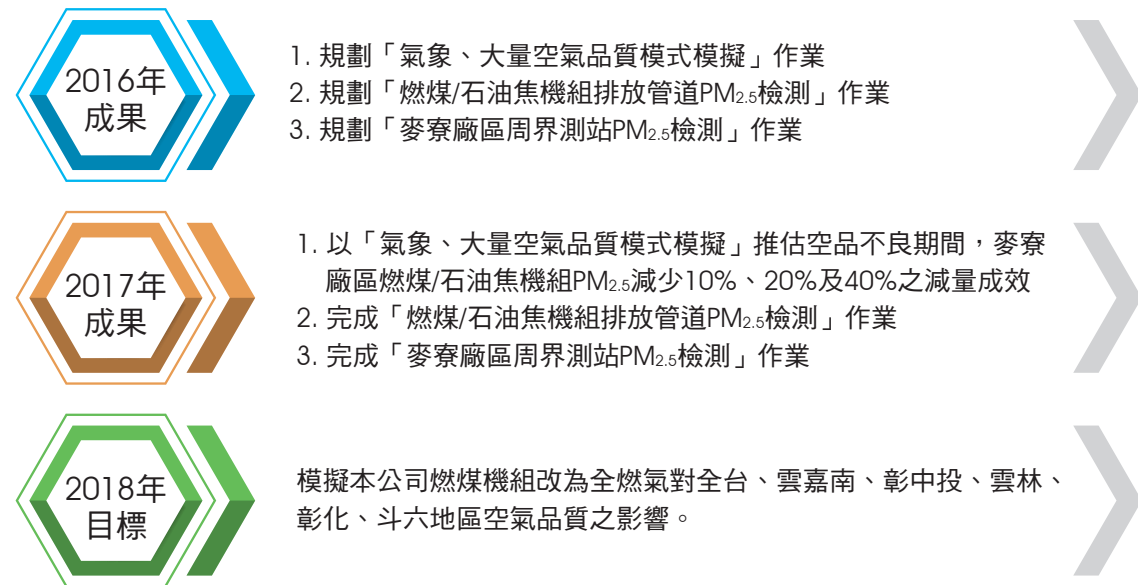 2016年
成果
1. 規劃「氣象、大量空氣品質模式模擬」作業
2. 規劃「燃煤/石油焦機組排放管道PM2.5檢測」作業
3. 規劃「麥寮廠區周界測站PM2.5檢測」作業
2017年
成果
1. 以「氣象、大量空氣品質模式模擬」推估空品不良期間，麥寮
廠區燃煤/石油焦機組PM2.5減少10%、20%及40%之減量成效
2. 完成「燃煤/石油焦機組排放管道PM2.5檢測」作業
3. 完成「麥寮廠區周界測站PM2.5檢測」作業
2018年
目標
模擬本公司燃煤機組改為全燃氣對全台、雲嘉南、彰中投、雲林、
彰化、斗六地區空氣品質之影響。